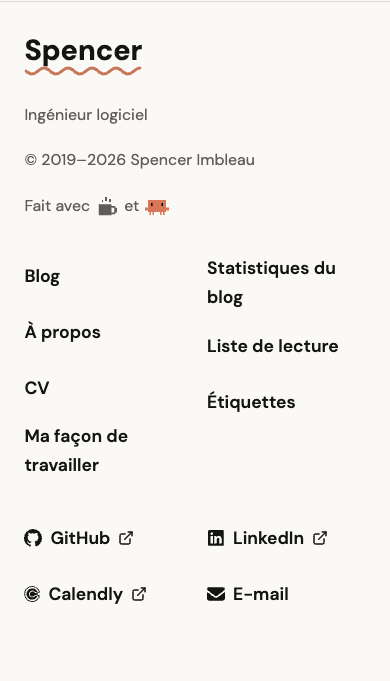 Spencer
Ingénieur logiciel
© 2019–2026 Spencer Imbleau
Fait avec et
Blog
À propos
CV
Ma façon de
travailler
Statistiques du
blog
Liste de lecture
Étiquettes
GitHub
LinkedIn
Calendly
E-mail